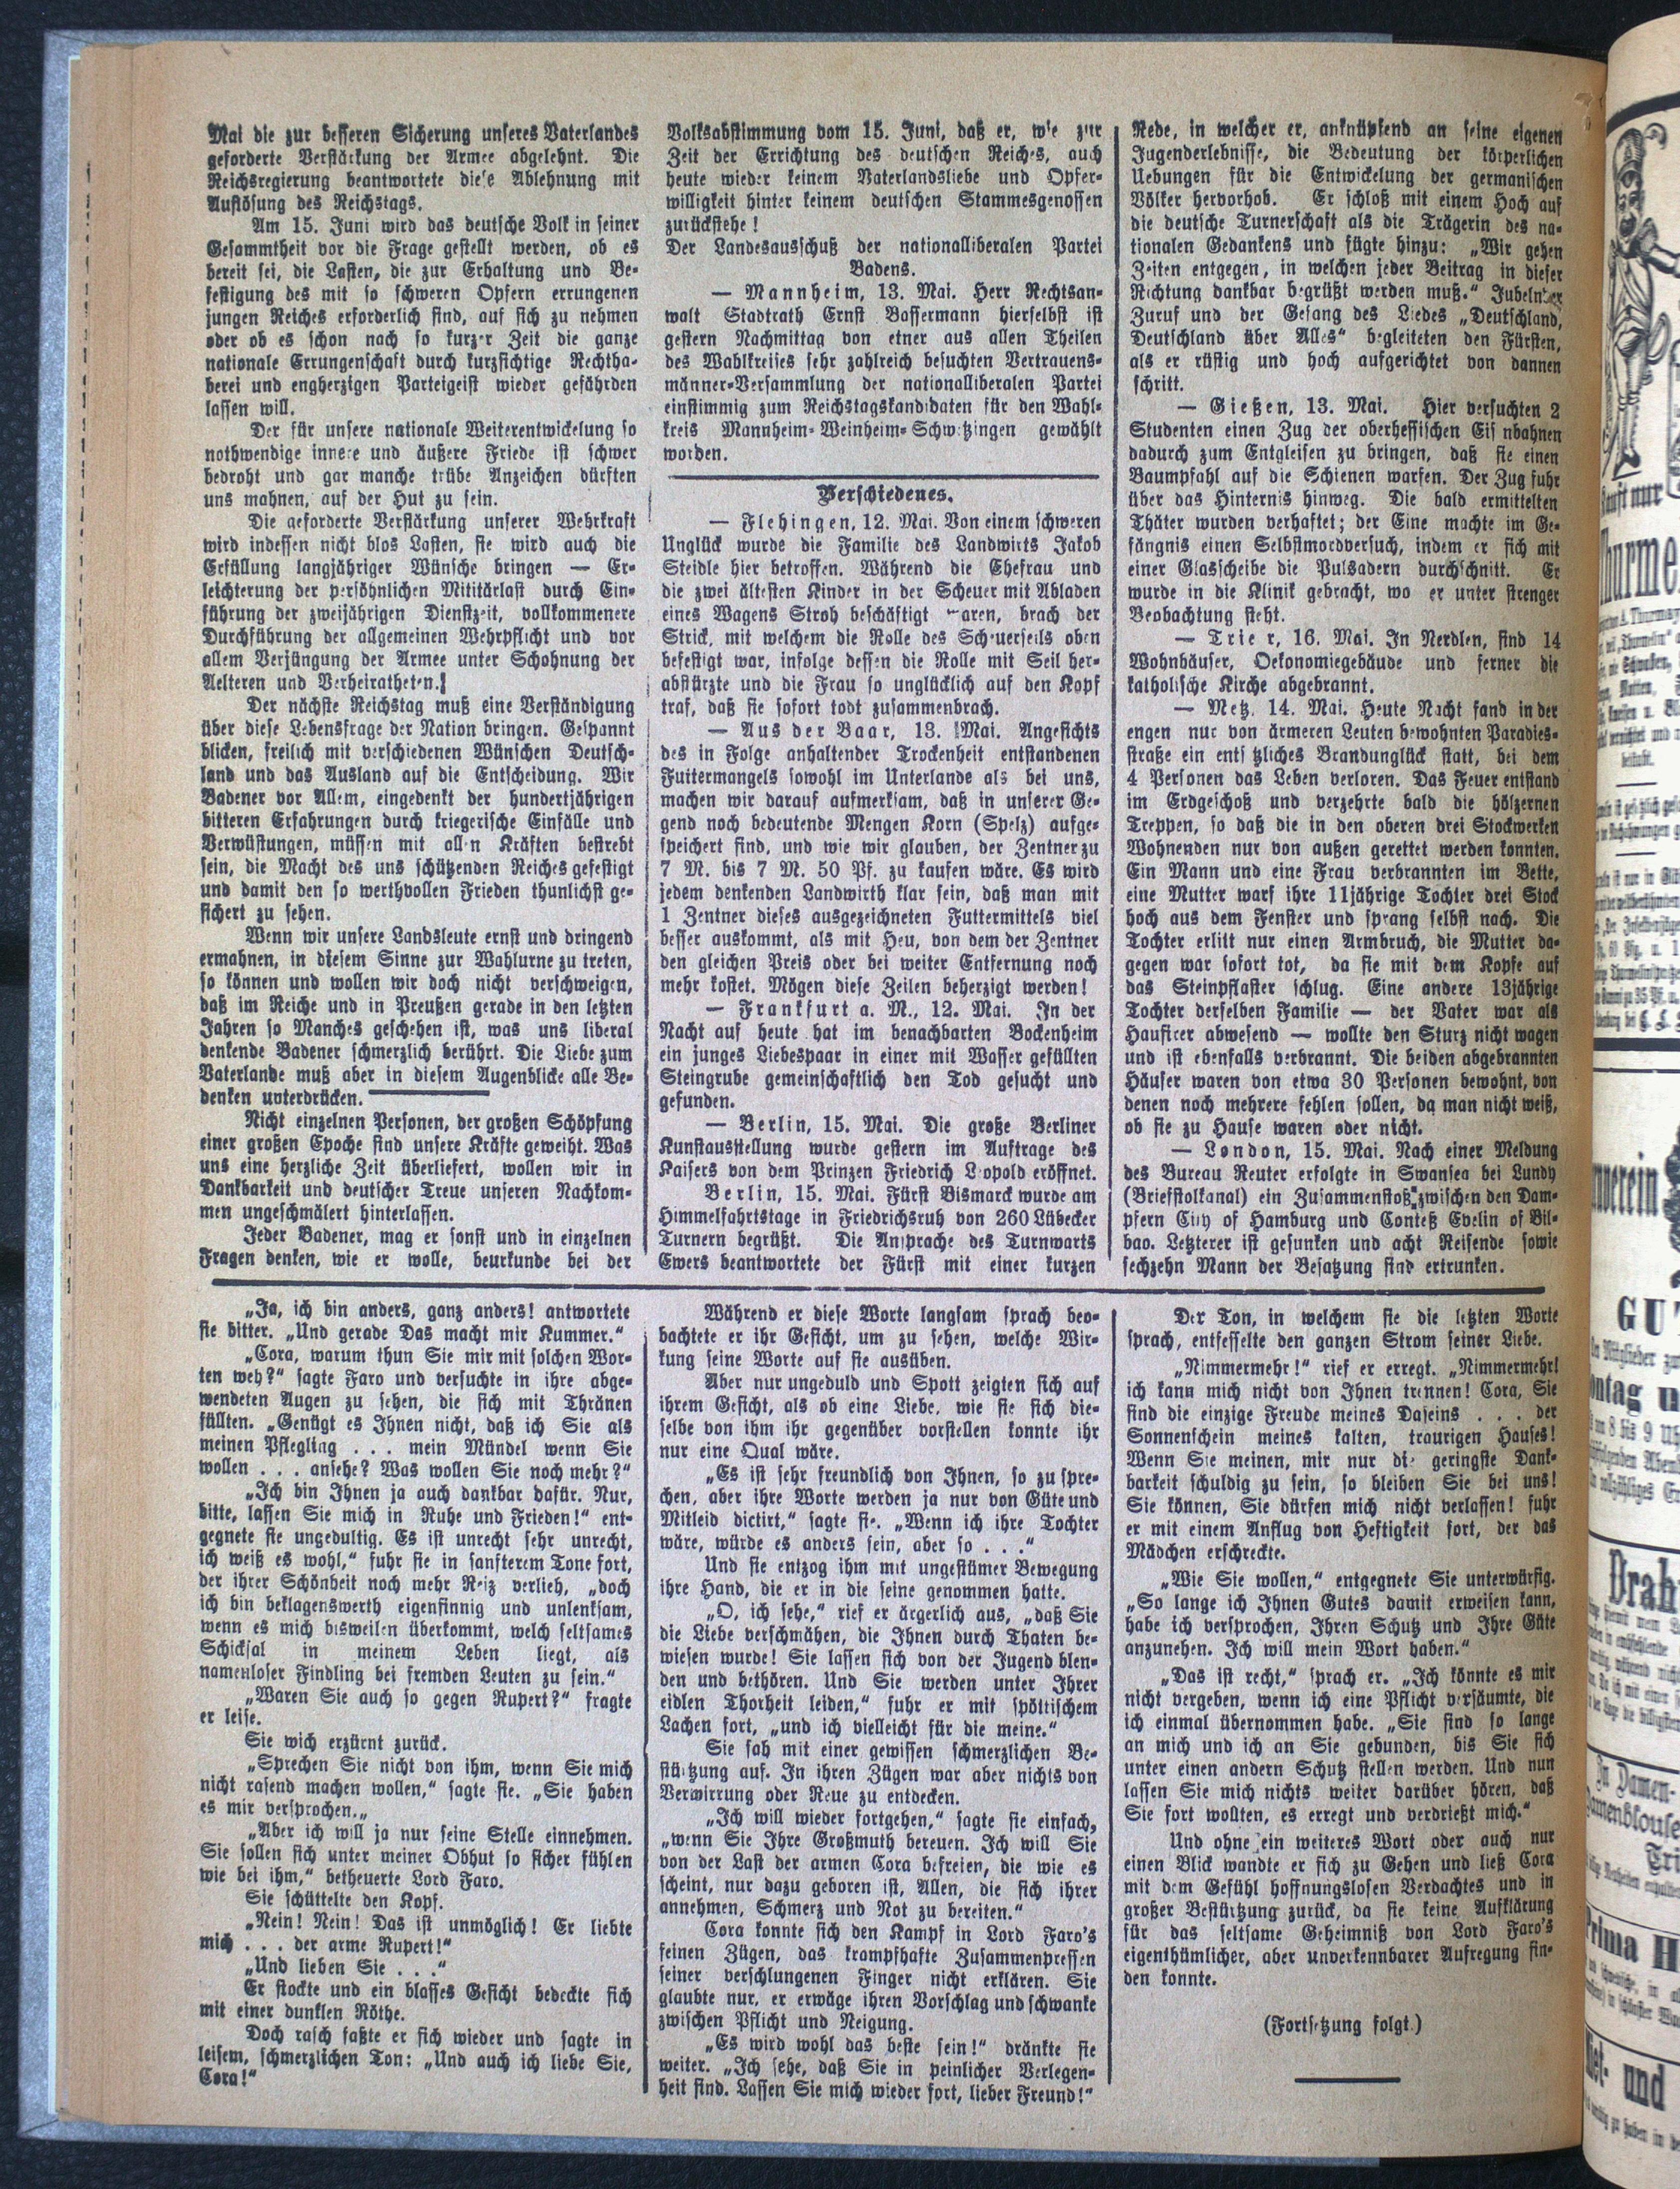 Mai die zur besseren Sicherung unseres Vaterlandes
geforderte Verstärkung der Armee abgelehnt. Die
Reichsregierung beantwortete diese Ablehnung mit
Auflösung des Reichstags.
Am 15. Juni wird das deutsche Volk in seiner
Gesammtheit vor die Frage gestellt werden, ob es
bereit sei, die Lasten, die zur Erhaltung und Be-
festigung des mit so schweren Opfern errungenen
jungen Reiches erforderlich sind, auf sich zu nehmen
oder ob es schon nach so kurzer Zeit die ganze
nationale Errungenschaft durch kurzsichtige Rechtha-
berei und engherzigen Parteigeist wieder gefährden
lassen will.
Der für unsere nationale Weiterentwickelung so
nothwendige innere und äußere Friede ist schwer
bedroht und gar manche trübe Anzeichen dürften
uns mahnen, auf der Hut zu sein.
Die geforderte Verstärkung unserer Wehrkraft
wird indessen nicht blos Lasten, sie wird auch die
Erfüllung langjähriger Wünsche bringen — Er-
leichterung der persöhnlichen Mititärlast durch Ein-
führung der zweijährigen Dienstzeit, vollkommenere
Durchführung der allgemeinen Wehrpflicht und vor
allem Verjüngung der Armee unter Schohnung der
Aelteren und Verheiratheten.
Der nächste Reichstag muß eine Verständigung
über diese Lebensfrage der Nation bringen. Gespannt
blicken, freilich mit verschiedenen Wünschen Deutsch-
land und das Ausland auf die Entscheidung. Wir
Badener vor Allem, eingedenkt der hundertjährigen
bitteren Erfahrungen durch kriegerische Einfälle und
Verwüstungen, müssen mit allen Kräften bestrebt
sein, die Macht des uns schützenden Reiches gefestigt
und damit den so werthvollen Frieden thunlichst ge-
sichert zu sehen.
Wenn wir unsere Landsleute ernst und dringend
ermahnen, in diesem Sinne zur Wahlurne zu treten,
so können und wollen wir doch nicht verschweigen,
daß im Reiche und in Preußen gerade in den letzten
Jahren so Manches geschehen ist, was uns liberal
denkende Badener schmerzlich berührt. Die Liebe zum
Vaterlande muß aber in diesem Augenblicke alle Be-
denken unterdrücken.
Nicht einzelnen Personen, der großen Schöpfung
einer großen Epoche sind unsere Kräfte geweiht. Was
uns eine herzliche Zeit überliefert, wollen wir in
Dankbarkeit und deutscher Treue unseren Nachkom-
men ungeschmälert hinterlassen.
Jeder Badener, mag er sonst und in einzelnen
Fragen denken, wie er wolle, beurkunde bei der
Volksabstimmung vom 15. Juni, daß er, wie zur
Zeit der Errichtung des deutschen Reiches, auch
heute wieder keinem Vaterlandsliebe und Opfer-
willigkeit hinter keinem deutschen Stammesgenossen
zurückstehe!
Der Landesausschuß der nationalliberalen Partei
Badens.
— Mannheim, 13. Mai. Herr Rechtsan-
walt Stadtrath Ernst Bassermann hierselbst ist
gestern Nachmittag von etner aus allen Theilen
des Wahlkreises sehr zahlreich besuchten Vertrauens-
männer-Versammlung der nationalliberalen Partei
einstimmig zum Reichstagskandidaten für den Wahl-
kreis Mannheim-Weinheim-Schwetzingen gewählt
worden.
Verschiedenes.
— Flehingen, 12. Mai. Von einem schweren
Unglück wurde die Familie des Landwirts Jakob
Steidle hier betroffen. Während die Ehefrau und
die zwei ältesten Kinder in der Scheuer mit Abladen
eines Wagens Stroh beschäftigt waren, brach der
Strick, mit welchem die Rolle des Scheuerseils oben
befestigt war, infolge dessen die Rolle mit Seil her-
abstürzte und die Frau so unglücklich auf den Kopf
traf, daß sie sofort todt zusammenbrach.
— Aus der Baar, 13. Mai. Angesichts
des in Folge anhaltender Trockenheit entstandenen
Futtermangels sowohl im Unterlande als bei uns,
machen wir darauf aufmerksam, daß in unserer Ge-
gend noch bedeutende Mengen Korn (Spelz) aufge-
speichert sind, und wie wir glauben, der Zentner zu
7 M. bis 7 M. 50 Pf. zu kaufen wäre. Es wird
jedem denkenden Landwirth klar sein, daß man mit
1 Zentner dieses ausgezeichneten Futtermittels viel
besser auskommt, als mit Heu, von dem der Zentner
den gleichen Preis oder bei weiter Entfernung noch
mehr kostet. Mögen diese Zeilen beherzigt werden!
— Frankfurt a. M., 12. Mai. In der
Nacht auf heute hat im benachbarten Bockenheim
ein junges Liebespaar in einer mit Wasser gefüllten
Steingrube gemeinschaftlich den Tod gesucht und
gefunden.
— Berlin, 15. Mai. Die große Berliner
Kunstausstellung wurde gestern im Auftrage des
Kaisers von dem Prinzen Friedrich Leopold eröffnet.
Berlin, 15. Mai. Fürst Bismarck wurde am
Himmelfahrtstage in Friedrichsruh von 260 Lübecker
Turnern begrüßt. Die Ansprache des Turnwarts
Ewers beantwortete der Fürst mit einer kurzen
Rede, in welcher er, anknüpfend an seine eigenen
Jugenderlebnisse, die Bedeutung der körperlichen
Uebungen für die Entwickelung der germanischen
Völker hervorhob. Er schloß mit einem Hoch auf
die deutsche Turnerschaft als die Trägerin des na-
tionalen Gedankens und fügte hinzu: „Wir gehen
Zeiten entgegen, in welchen jeder Beitrag in dieser
Richtung dankbar begrüßt werden muß.“ Jubelnder
Zuruf und der Gesang des Liedes „Deutschland,
Deutschland über Alles“ begleiteten den Fürsten,
als er rüstig und hoch aufgerichtet von dannen
schritt.
— Gießen, 13. Mai. Hier versuchten 2
Studenten einen Zug der oberhessischen Eisenbahnen
dadurch zum Entgleisen zu bringen, daß sie einen
Baumpfahl auf die Schienen warfen. Der Zug fuhr
über das Hinternis hinweg. Die bald ermittelten
Thäter wurden verhaftet; der Eine machte im Ge-
fängnis einen Selbstmordversuch, indem er sich mit
einer Glasscheibe die Pulsadern durchschnitt. Er
wurde in die Klinik gebracht, wo er unter strenger
Beobachtung steht.
— Trier, 16. Mai. In Nerdlen, sind 14
Wohnhäuser, Oekonomiegebäude und ferner die
katholische Kirche abgebrannt.
— Metz, 14. Mai. Heute Nacht fand in der
engen nur von ärmeren Leuten bewohnten Paradies-
straße ein entsetzliches Brandunglück statt, bei dem
4 Personen das Leben verloren. Das Feuer entstand
im Erdgeschoß und verzehrte bald die hölzernen
Treppen, so daß die in den oberen drei Stockwerken
Wohnenden nur von außen gerettet werden konnten.
Ein Mann und eine Frau verbrannten im Bette,
eine Mutter warf ihre 11jährige Tochter drei Stock
hoch aus dem Fenster und sprang selbst nach. Die
Tochter erlitt nur einen Armbruch, die Mutter da-
gegen war sofort tot, da sie mit dem Kopfe auf
das Steinpflaster schlug. Eine andere 13jährige
Tochter derselben Familie — der Vater war als
Hausirer abwesend — wollte den Sturz nicht wagen
und ist ebenfalls verbrannt. Die beiden abgebrannten
Häuser waren von etwa 30 Personen bewohnt, von
denen noch mehrere fehlen sollen, da man nicht weiß,
ob sie zu Hause waren oder nicht.
— London, 15. Mai. Nach einer Meldung
des Bureau Reuter erfolgte in Swansea bei Lundy
(Briefstolkanal) ein Zusammenstoß zwischen den Dam-
pfern City of Hamburg und Conteß Evelin of Bil-
bao. Letzterer ist gesunken und acht Reisende sowie
sechzehn Mann der Besatzung sind ertrunken.
„Ja, ich bin anders, ganz anders! antwortete
sie bitter. „Und gerade Das macht mir Kummer.“
„Cora, warum thun Sie mir mit solchen Wor-
ten weh?“ sagte Faro und versuchte in ihre abge-
wendeten Augen zu sehen, die sich mit Thränen
füllten. „Genügt es Ihnen nicht, daß ich Sie als
meinen Pflegling . . . mein Mündel wenn Sie
wollen . . . ansehe? Was wollen Sie noch mehr?“
„Ich bin Ihnen ja auch dankbar dafür. Nur,
bitte, lassen Sie mich in Ruhe und Frieden!“ ent-
gegnete sie ungedultig. Es ist unrecht sehr unrecht,
ich weiß es wohl,“ fuhr sie in sanfterem Tone fort,
der ihrer Schönheit noch mehr Reiz verlieh, „doch
ich bin beklagenswerth eigensinnig und unlenksam,
wenn es mich bisweilen überkommt, welch seltsames
Schicksal in meinem Leben liegt, als
namenloser Findling bei fremden Leuten zu sein.“
„Waren Sie auch so gegen Rupert?“ fragte
er leise.
Sie wich erzürnt zurück.
„Sprechen Sie nicht von ihm, wenn Sie mich
nicht rasend machen wollen,“ sagte sie. „Sie haben
es mir versprochen.„
„Aber ich will ja nur seine Stelle einnehmen.
Sie sollen sich unter meiner Obhut so sicher fühlen
wie bei ihm,“ betheuerte Lord Faro.
Sie schüttelte den Kopf.
„Nein! Nein! Das ist unmöglich! Er liebte
mich . . . der arme Rupert!“
„Und lieben Sie . . .“
Er stockte und ein blasses Gesicht bedeckte sich
mit einer dunklen Röthe.
Doch rasch faßte er sich wieder und sagte in
leisem, schmerzlichen Ton: „Und auch ich liebe Sie,
Cora!“
Während er diese Worte langsam sprach beo-
bachtete er ihr Gesicht, um zu sehen, welche Wir-
kung seine Worte auf sie ausüben.
Aber nur ungeduld und Spott zeigten sich auf
ihrem Gesicht, als ob eine Liebe, wie sie sich die-
selbe von ihm ihr gegenüber vorstellen konnte ihr
nur eine Qual wäre.
„Es ist sehr freundlich von Ihnen, so zu spre-
chen, aber ihre Worte werden ja nur von Güte und
Mitleid dictirt,“ sagte sie. „Wenn ich ihre Tochter
wäre, würde es anders sein, aber so . . .“
Und sie entzog ihm mit ungestümer Bewegung
ihre Hand, die er in die seine genommen hatte.
„O, ich sehe,“ rief er ärgerlich aus, „daß Sie
die Liebe verschmähen, die Ihnen durch Thaten be-
wiesen wurde! Sie lassen sich von der Jugend blen-
den und bethören. Und Sie werden unter Ihrer
eidlen Thorheit leiden,“ fuhr er mit spöttischem
Lachen fort, „und ich vielleicht für die meine.“
Sie sah mit einer gewissen schmerzlichen Be-
stürzung auf. In ihren Zügen war aber nichts von
Verwirrung oder Reue zu entdecken.
„Ich will wieder fortgehen,“ sagte sie einfach,
„wenn Sie Ihre Großmuth bereuen. Ich will Sie
von der Last der armen Cora befreien, die wie es
scheint, nur dazu geboren ist, Allen, die sich ihrer
annehmen, Schmerz und Not zu bereiten.“
Cora konnte sich den Kampf in Lord Faro's
feinen Zügen, das krampfhafte Zusammenpressen
seiner verschlungenen Finger nicht erklären. Sie
glaubte nur, er erwäge ihren Vorschlag und schwanke
zwischen Pflicht und Neigung.
„Es wird wohl das beste sein!“ dränkte sie
weiter. „Ich sehe, daß Sie in peinlicher Verlegen-
heit sind. Lassen Sie mich wieder fort, lieber Freund!“
Der Ton, in welchem sie die letzten Worte
sprach, entfesselte den ganzen Strom seiner Liebe.
„Nimmermehr!“ rief er erregt. „Nimmermehr!
ich kann mich nicht von Ihnen trennen! Cora, Sie
sind die einzige Freude meines Daseins . . . der
Sonnenschein meines kalten, traurigen Hauses!
Wenn Sie meinen, mir nur die geringste Dank-
barkeit schuldig zu sein, so bleiben Sie bei uns!
Sie können, Sie dürfen mich nicht verlassen! fuhr
er mit einem Anflug von Heftigkeit fort, der das
Mädchen erschreckte.
„Wie Sie wollen,“ entgegnete Sie unterwürfig.
„So lange ich Ihnen Gutes damit erweisen kann,
habe ich versprochen, Ihren Schutz und Ihre Güte
anzunehen. Ich will mein Wort haben.“
„Das ist recht,“ sprach er. „Ich könnte es mir
nicht vergeben, wenn ich eine Pflicht versäumte, die
ich einmal übernommen habe. „Sie sind so lange
an mich und ich an Sie gebunden, bis Sie sich
unter einen andern Schutz stellen werden. Und nun
lassen Sie mich nichts weiter darüber hören, daß
Sie fort wollten, es erregt und verdrießt mich.“
Und ohne ein weiteres Wort oder auch nur
einen Blick wandte er sich zu Gehen und ließ Cora
mit dem Gefühl hoffnungslosen Verdachtes und in
großer Bestürtzung zurück, da sie keine Aufklärung
für das seltsame Geheimniß von Lord Faro's
eigenthümlicher, aber unverkennbarer Aufregung fin-
den konnte.
(Fortsetzung folgt.)